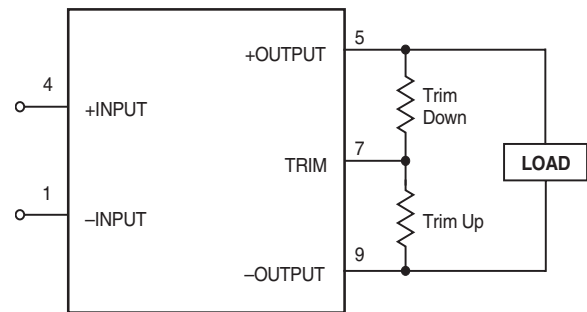 5
+OUTPUT
4
+INPUT
Trim
Down
7
TRIM
LOAD
1
–INPUT
Trim Up
9
–OUTPUT